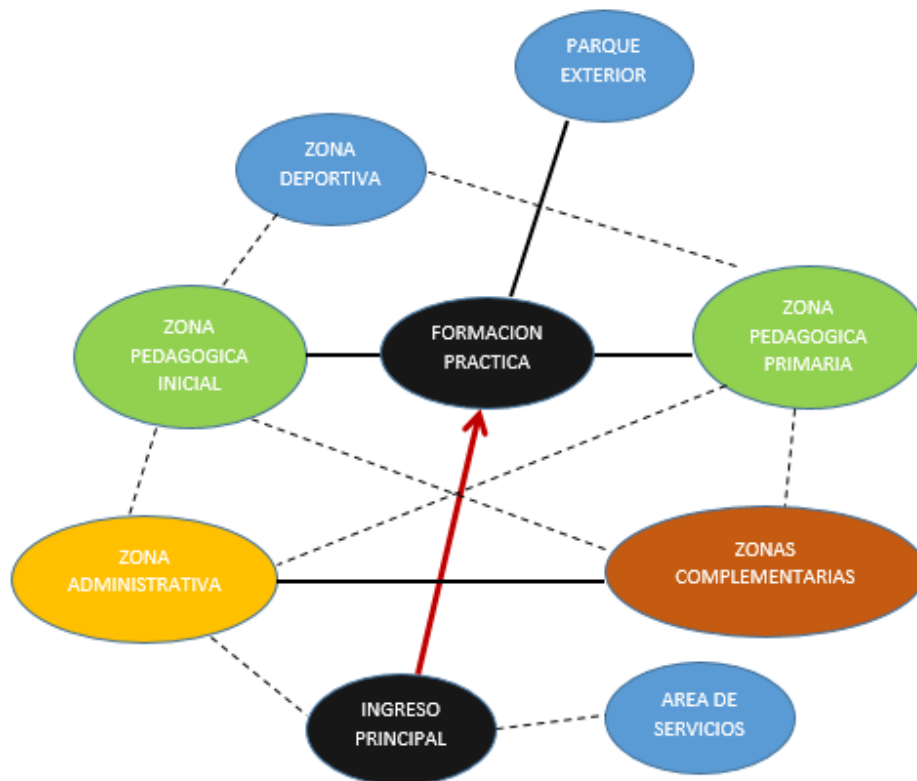 PARQUE
EXTERIOR
ZONA
DEPORTIVA
ZONA
PEDAGOGICA
INICIAL
FORMACION
PRACTICA
ZONA
PEDAGOGICA
PRIMARIA
ZONA
ADMINISTRATIVA
ZONAS
COMPLEMENTARIAS
INGRESO
PRINCIPAL
AREA DE
SERVICIOS